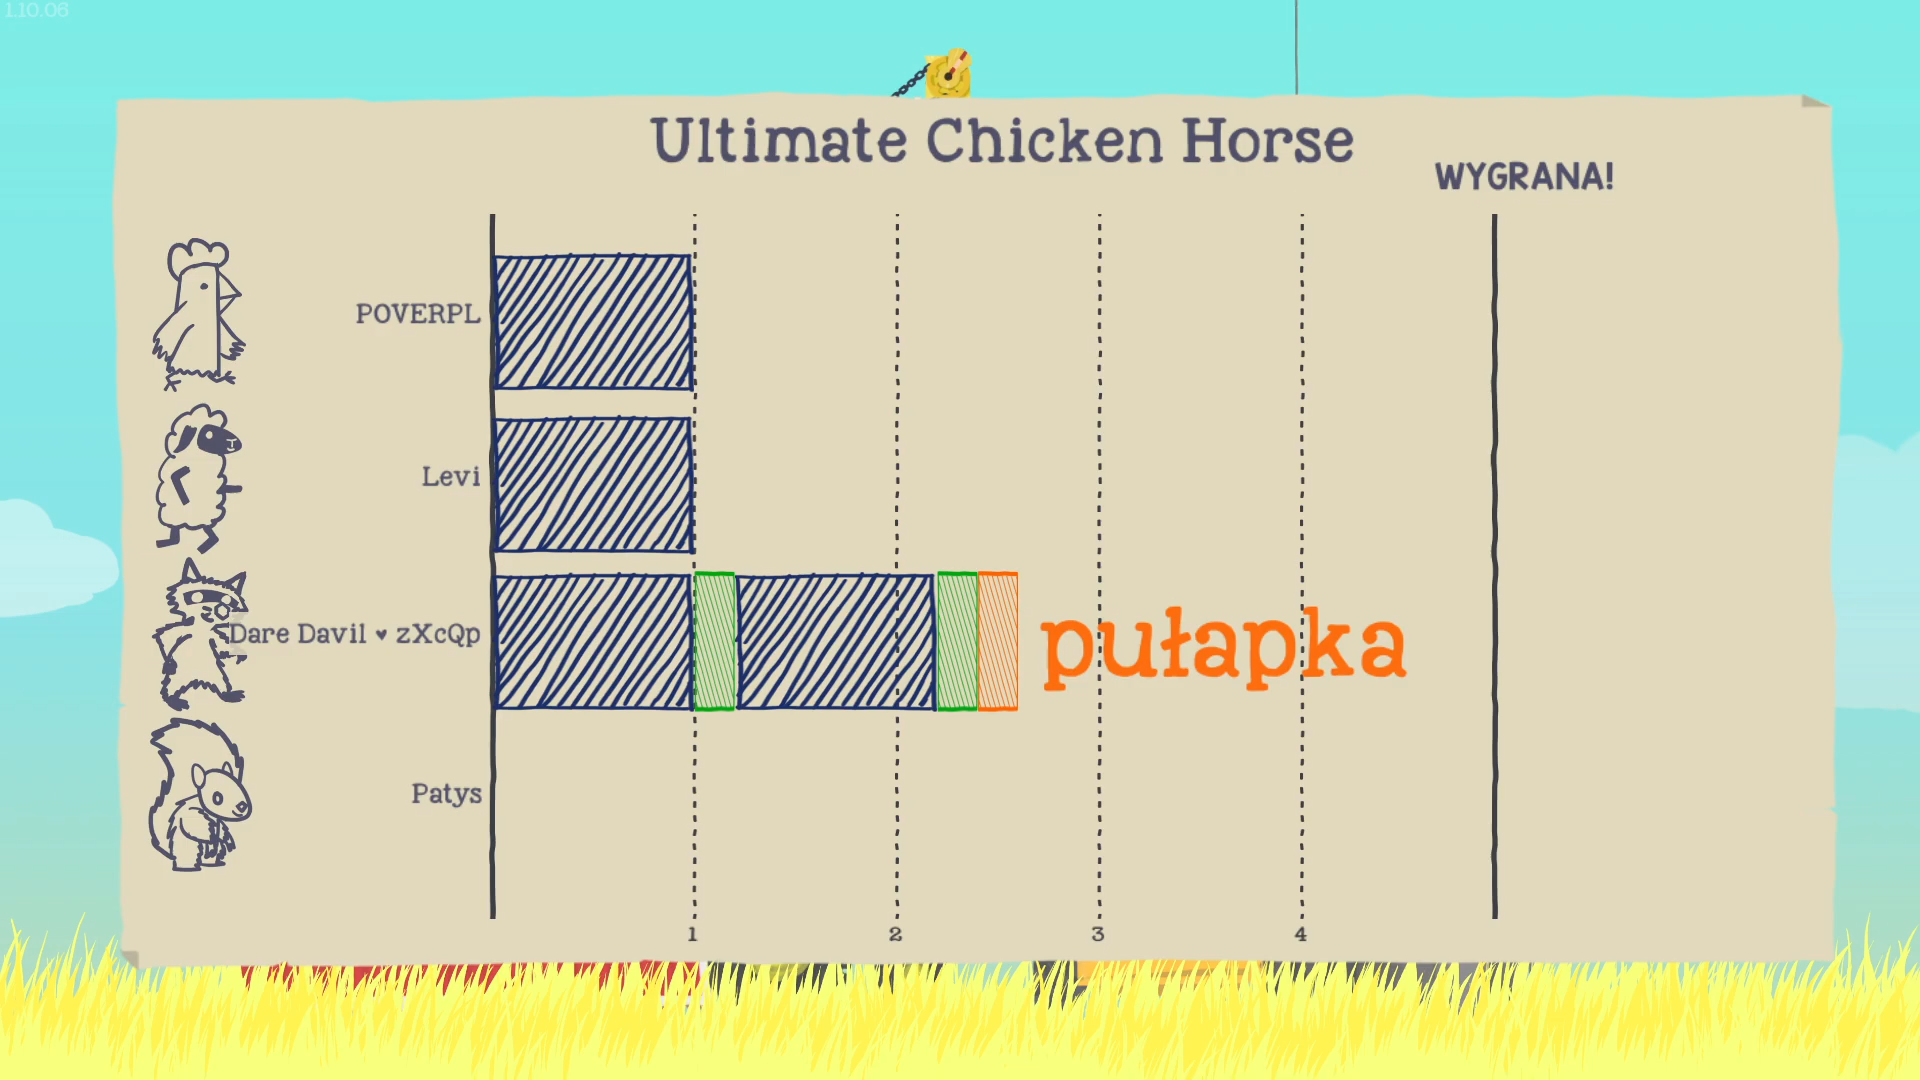 1.10.06
Ultimate Chicken Horse
WYGRANA!
POVERPL
Levi
Dare Davil ♥ zXcQp
pułapka
Patys
1 2 3 4